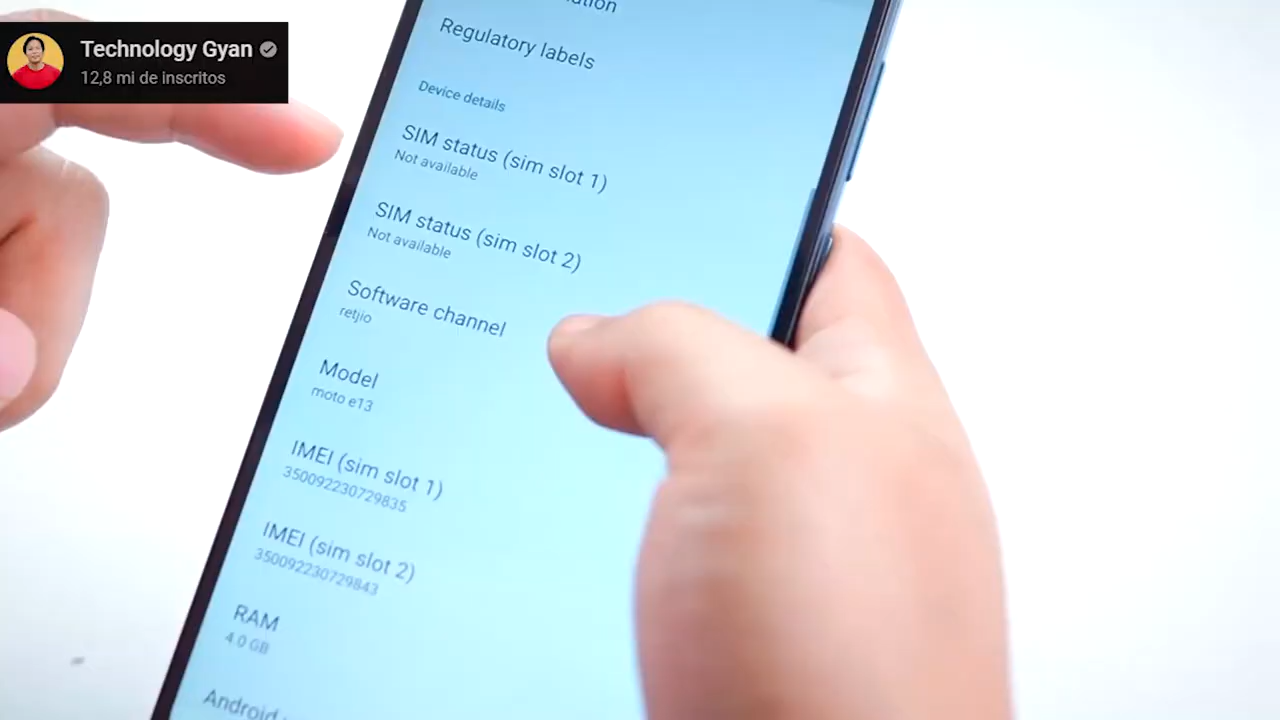 Technology Gyan
12,8 mi de inscritos
Regulatory labels
Device details
SIM status (sim slot 1)
Not available
SIM status (sim slot 2)
Not available
Software channel
retjio
Model
moto e13
IMEI (sim slot 1)
350092230729835
IMEI (sim slot 2)
350092230729843
RAM
4.0 GB
Android